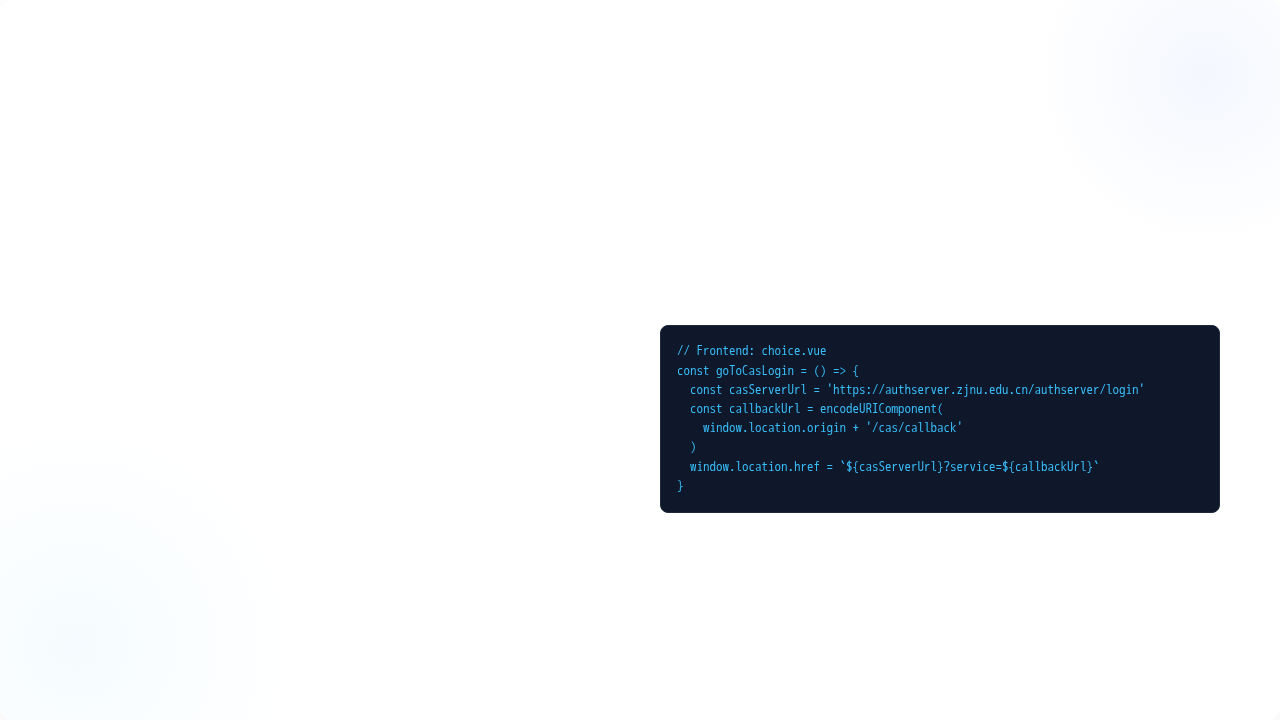 // Frontend: choice.vue
const goToCasLogin = () => {
  const casServerUrl = 'https://authserver.zjnu.edu.cn/authserver/login'
  const callbackUrl = encodeURIComponent(
    window.location.origin + '/cas/callback'
  )
  window.location.href = `${casServerUrl}?service=${callbackUrl}`
}